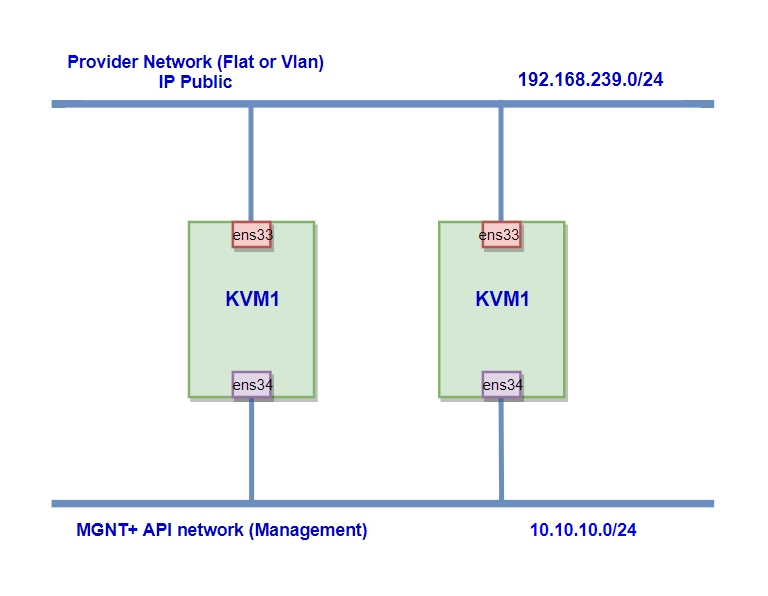 Provider Network (Flat or Vlan)
IP Public
192.168.239.0/24
ens33
ens33
KVM1
KVM1
ens34
ens34
MGNT+ API network (Management)
10.10.10.0/24